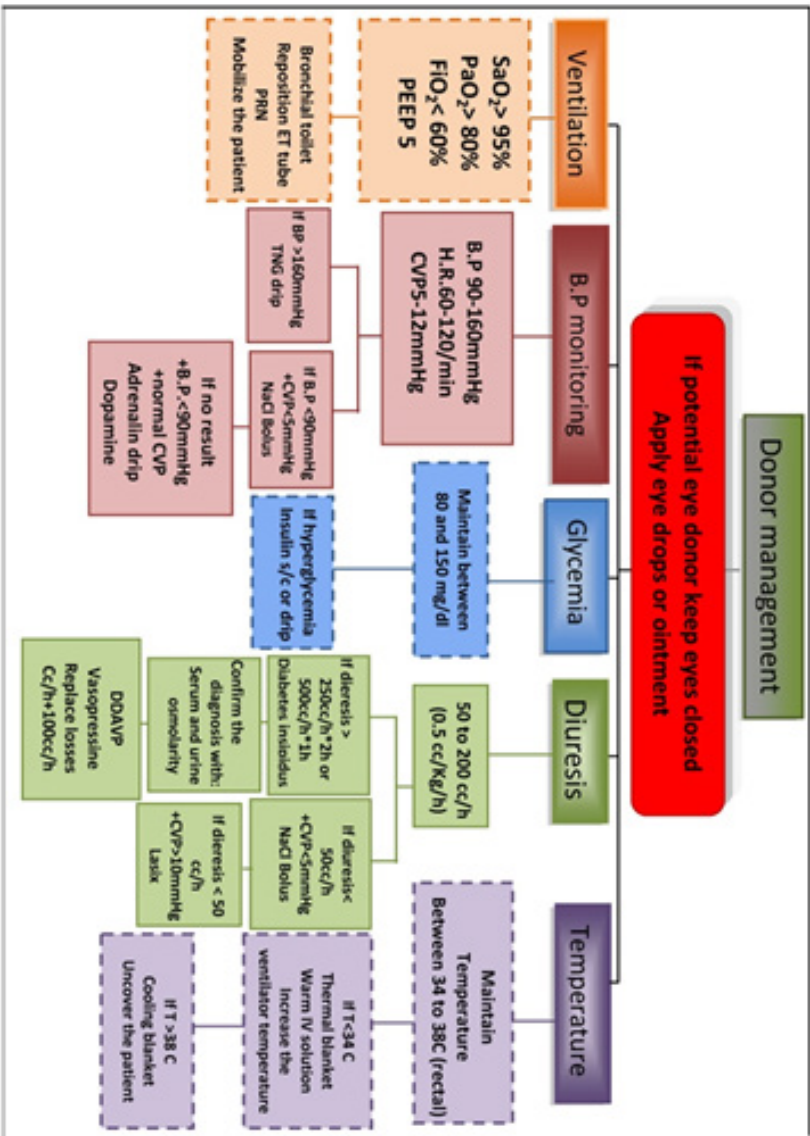 Donor management
If potential eye donor keep eyes closed
Apply eye drops or ointment
Ventilation
SaO₂> 95%
PaO₂> 80%
FiO₂< 60%
PEEP 5
Bronchial toilet
Reposition ET tube
PRN
Mobilize the patient
B.P monitoring
B.P 90-160mmHg
H.R.60-120/min
CVP5-12mmHg
If BP >160mmHg
TNG drip
If B.P <90mmHg
+CVP<5mmHg
NaCl Bolus
If no result
+B.P.<90mmHg
+normal CVP
Adrenalin drip
Dopamine
Glycemia
Maintain between
80 and 150 mg/dl
If hyperglycemia
Insulin s/c or drip
Diuresis
50 to 200 cc/h
(0.5 cc/Kg/h)
If dieresis >
250cc/h*2h or
500cc/h*1h
Diabetes insioidus
Confirm the
diagnosis with:
Serum and urine
osmolarity
DDAVP
Vasopressine
Replace losses
Cc/h+100cc/h
If diuresis<
50cc/h
+CVP<5mmHg
NaCl Bolus
If dieresis < 50
cc/h
+CVP>10mmHg
Lasix
Temperature
Maintain
Temperature
Between 34 to 38C (rectal)
If T<34 C
Thermal blanket
Warm IV solution
Increase the
ventilator temperature
If T >38 C
Cooling blanket
Uncover the patient